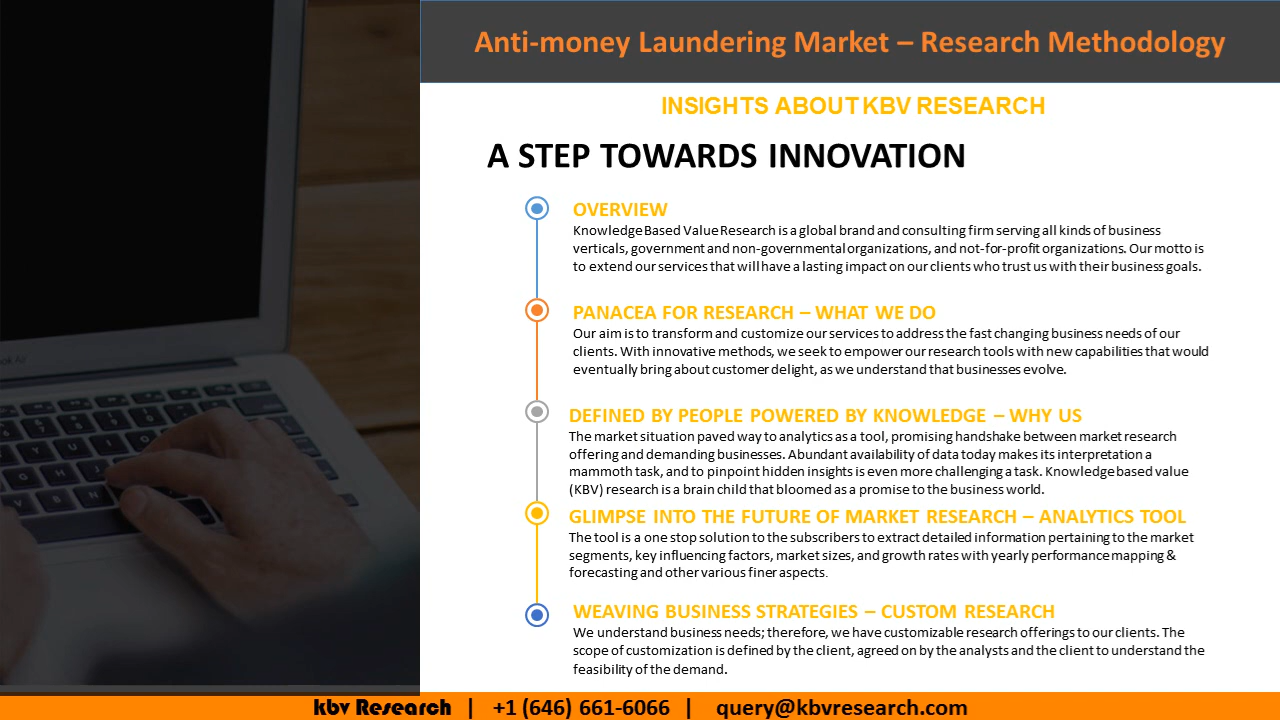 Anti-money Laundering Market – Research Methodology
INSIGHTS ABOUT KBV RESEARCH
A STEP TOWARDS INNOVATION
OVERVIEW
Knowledge Based Value Research is a global brand and consulting firm serving all kinds of business
verticals, government and non-governmental organizations, and not-for-profit organizations. Our motto is
to extend our services that will have a lasting impact on our clients who trust us with their business goals.
PANACEA FOR RESEARCH – WHAT WE DO
Our aim is to transform and customize our services to address the fast changing business needs of our
clients. With innovative methods, we seek to empower our research tools with new capabilities that would
eventually bring about customer delight, as we understand that businesses evolve.
DEFINED BY PEOPLE POWERED BY KNOWLEDGE – WHY US
The market situation paved way to analytics as a tool, promising handshake between market research
offering and demanding businesses. Abundant availability of data today makes its interpretation a
mammoth task, and to pinpoint hidden insights is even more challenging a task. Knowledge based value
(KBV) research is a brain child that bloomed as a promise to the business world.
GLIMPSE INTO THE FUTURE OF MARKET RESEARCH – ANALYTICS TOOL
The tool is a one stop solution to the subscribers to extract detailed information pertaining to the market
segments, key influencing factors, market sizes, and growth rates with yearly performance mapping &
forecasting and other various finer aspects.
WEAVING BUSINESS STRATEGIES – CUSTOM RESEARCH
We understand business needs; therefore, we have customizable research offerings to our clients. The
scope of customization is defined by the client, agreed on by the analysts and the client to understand the
feasibility of the demand.
kbv Research | +1 (646) 661-6066 | query@kbvresearch.com